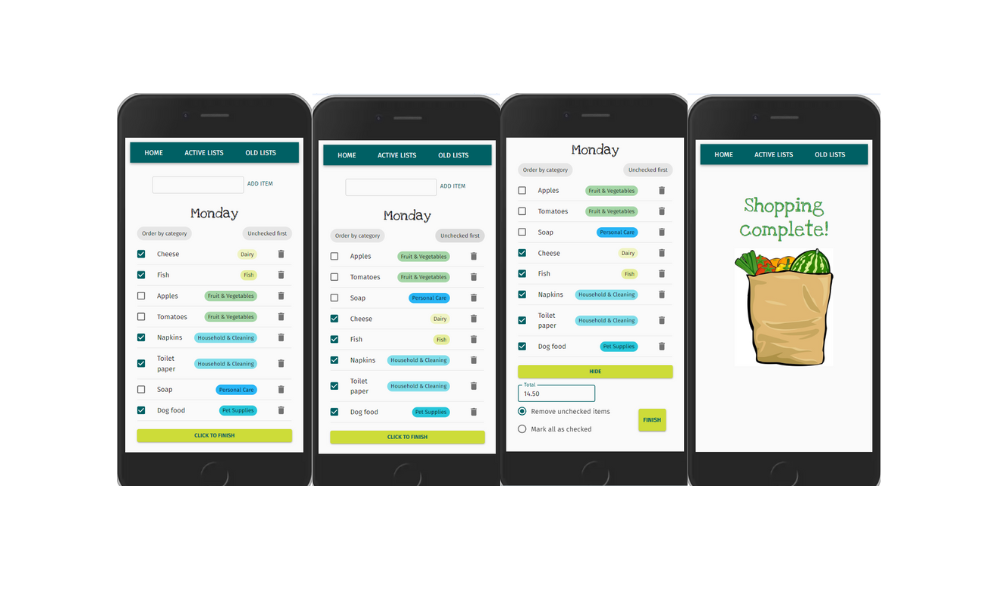 HOME ACTIVE LISTS OLD LISTS
ADD ITEM
Monday
Order by category Unchecked first
Cheese Dairy
Fish Fish
Apples Fruit & Vegetables
Tomatoes Fruit & Vegetables
Napkins Household & Cleaning
Toilet
paper Household & Cleaning
Soap Personal Care
Dog food Pet Supplies
CLICK TO FINISH
HOME ACTIVE LISTS OLD LISTS
ADD ITEM
Monday
Order by category Unchecked first
Apples Fruit & Vegetables
Tomatoes Fruit & Vegetables
Soap Personal Care
Cheese Dairy
Fish Fish
Napkins Household & Cleaning
Toilet
paper Household & Cleaning
Dog food Pet Supplies
CLICK TO FINISH
Monday
Order by category Unchecked first
Apples Fruit & Vegetables
Tomatoes Fruit & Vegetables
Soap Personal Care
Cheese Dairy
Fish Fish
Napkins Household & Cleaning
Toilet
paper Household & Cleaning
Dog food Pet Supplies
HIDE
Total
14.50
Remove unchecked items
Mark all as checked
FINISH
HOME ACTIVE LISTS OLD LISTS
Shopping
complete!